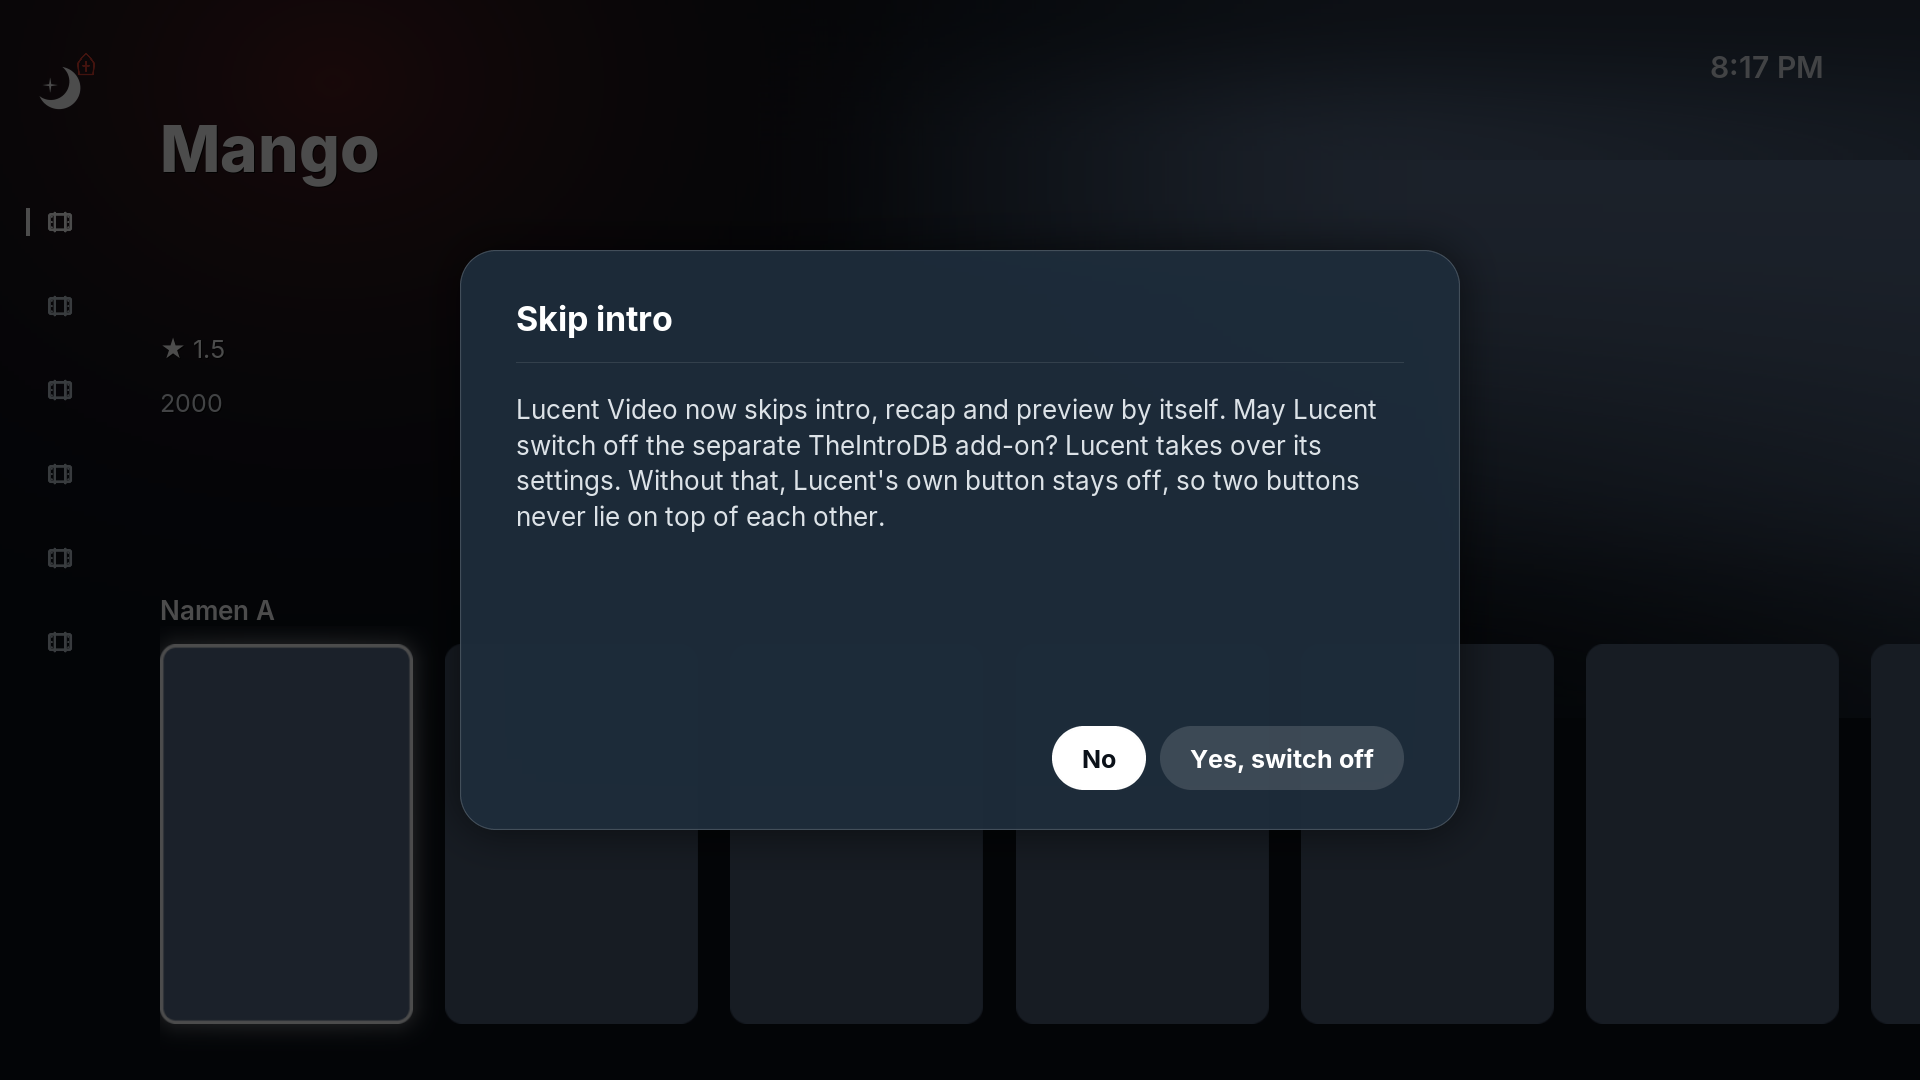 8:17 PM
Mango
★ 1.5
2000
Skip intro
Lucent Video now skips intro, recap and preview by itself. May Lucent
switch off the separate TheIntroDB add-on? Lucent takes over its
settings. Without that, Lucent's own button stays off, so two buttons
never lie on top of each other.
Namen A
No
Yes, switch off